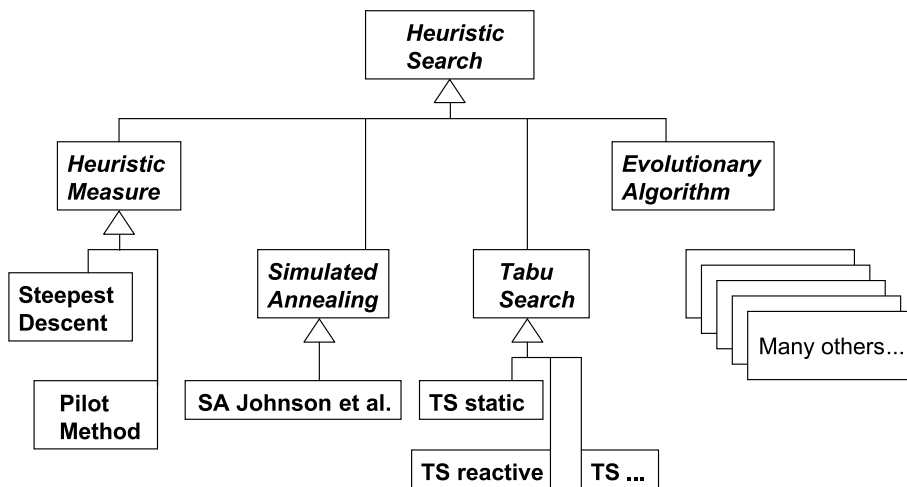 Heuristic
Search
Heuristic
Measure
Evolutionary
Algorithm
Simulated
Annealing
Tabu
Search
Steepest
Descent
Many others...
Pilot
Method
SA Johnson et al.
TS static
TS reactive
TS ...